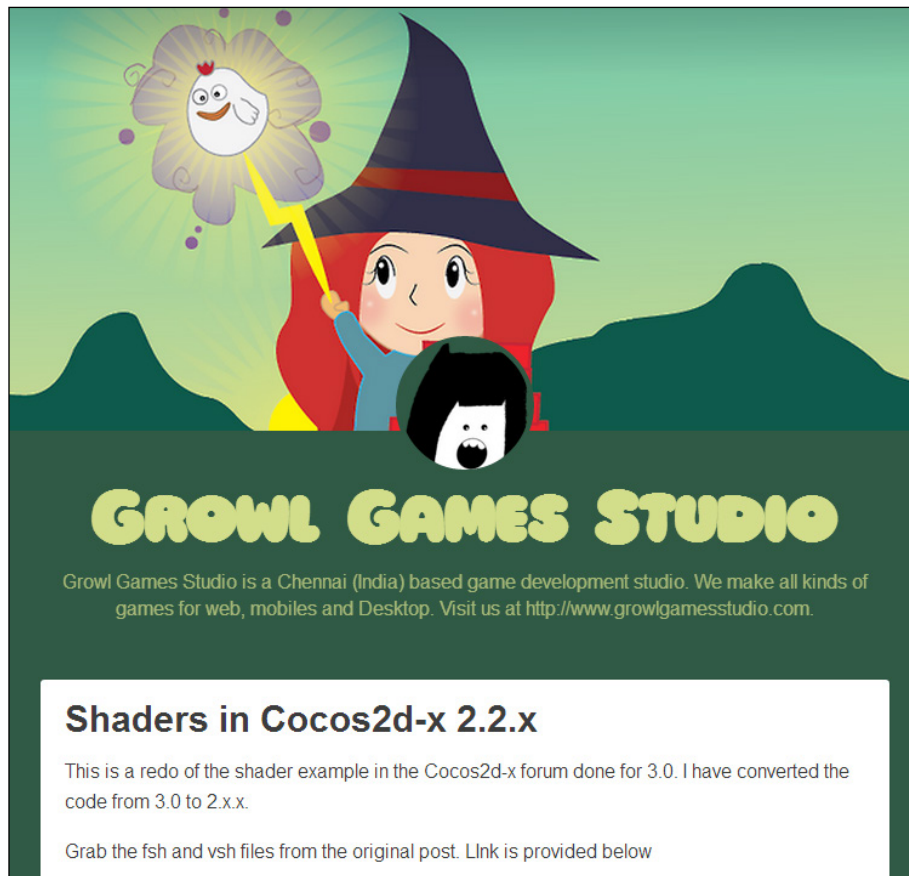 GROWL GAMES STUDIO
Growl Games Studio is a Chennai (India) based game development studio. We make all kinds of
games for web, mobiles and Desktop. Visit us at http://www.growlgamesstudio.com.
Shaders in Cocos2d-x 2.2.x
This is a redo of the shader example in the Cocos2d-x forum done for 3.0. I have converted the
code from 3.0 to 2.x.x.
Grab the fsh and vsh files from the original post. LInk is provided below